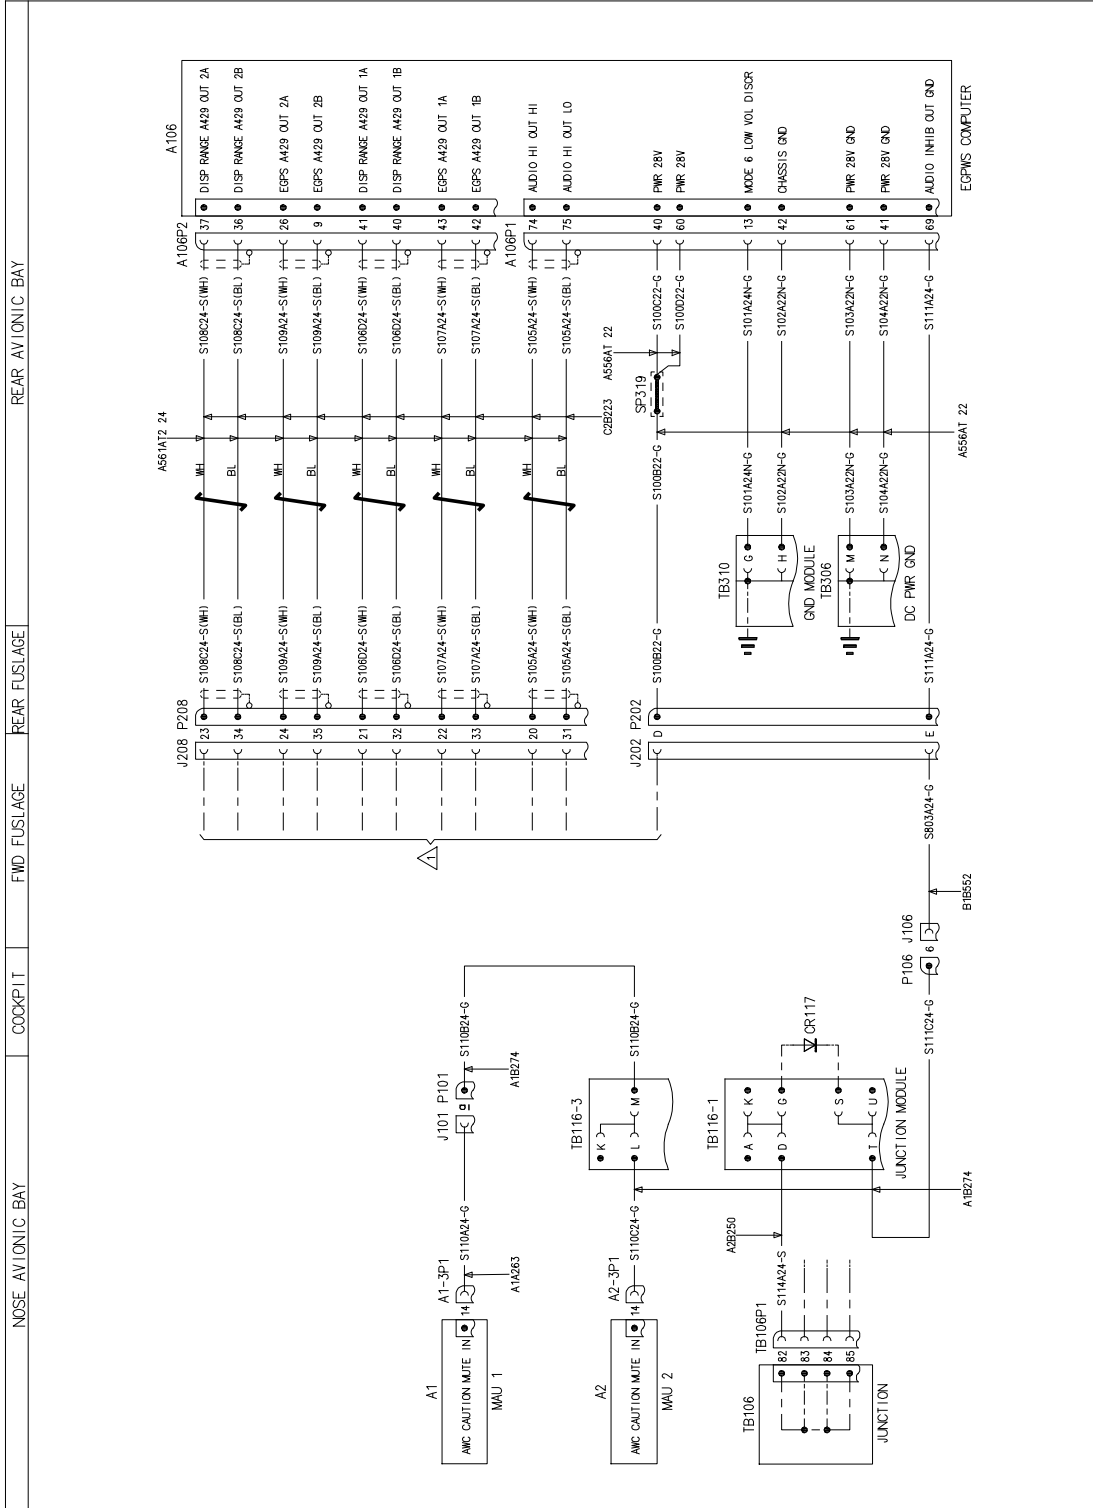 REAR AVIONIC BAY
REAR FUSLAGE
FWD FUSLAGE
COCKPIT
NOSE AVIONIC BAY
A106
EGPWS COMPUTER
DISP RANGE A429 OUT 2A
DISP RANGE A429 OUT 2B
EGPS A429 OUT 2A
EGPS A429 OUT 2B
DISP RANGE A429 OUT 1A
DISP RANGE A429 OUT 1B
EGPS A429 OUT 1A
EGPS A429 OUT 1B
AUDIO HI OUT HI
AUDIO HI OUT LO
PWR 28V
PWR 28V
MODE 6 LOW VOL DISCR
CHASSIS GND
PWR 28V GND
PWR 28V GND
AUDIO INHIB OUT GND
A106P2
37
36
26
9
41
40
43
42
A106P1
74
75
40
60
13
42
61
41
69
S108C24-S(WH)
S108C24-S(BL)
S109A24-S(WH)
S109A24-S(BL)
S106D24-S(WH)
S106D24-S(BL)
S107A24-S(WH)
S107A24-S(BL)
S105A24-S(WH)
S105A24-S(BL)
S100C22-G
S100D22-G
S101A24N-G
S102A22N-G
S103A22N-G
S104A22N-G
S111A24-G
A556AT 22
SP319
A561AT2 24
C2B223
A556AT 22
WH
BL
WH
BL
WH
BL
WH
BL
WH
BL
S100B22-G
S101A24N-G
S102A22N-G
S103A22N-G
S104A22N-G
TB310
G
H
GND MODULE
TB306
M
N
DC PWR GND
S108C24-S(WH)
S108C24-S(BL)
S109A24-S(WH)
S109A24-S(BL)
S106D24-S(WH)
S106D24-S(BL)
S107A24-S(WH)
S107A24-S(BL)
S105A24-S(WH)
S105A24-S(BL)
S100B22-G
S111A24-G
J208 P208
23
34
24
35
21
32
22
33
20
31
J202 P202
D
E
1
S803A24-G
B1B552
P106 6 J106
S111C24-G
S110B24-G
S110B24-G
A1B274
J101 P101
a
S110A24-G
A1A263
A1-3P1
14
A1
AWC CAUTION MUTE IN
MAU 1
TB116-3
K
L
M
S110C24-G
A2-3P1
14
A2
AWC CAUTION MUTE IN
MAU 2
CR117
TB116-1
A
K
D
G
S
T
U
JUNCTION MODULE
A1B274
A2B250
S114A24-S
TB106P1
82
83
84
85
TB106
JUNCTION